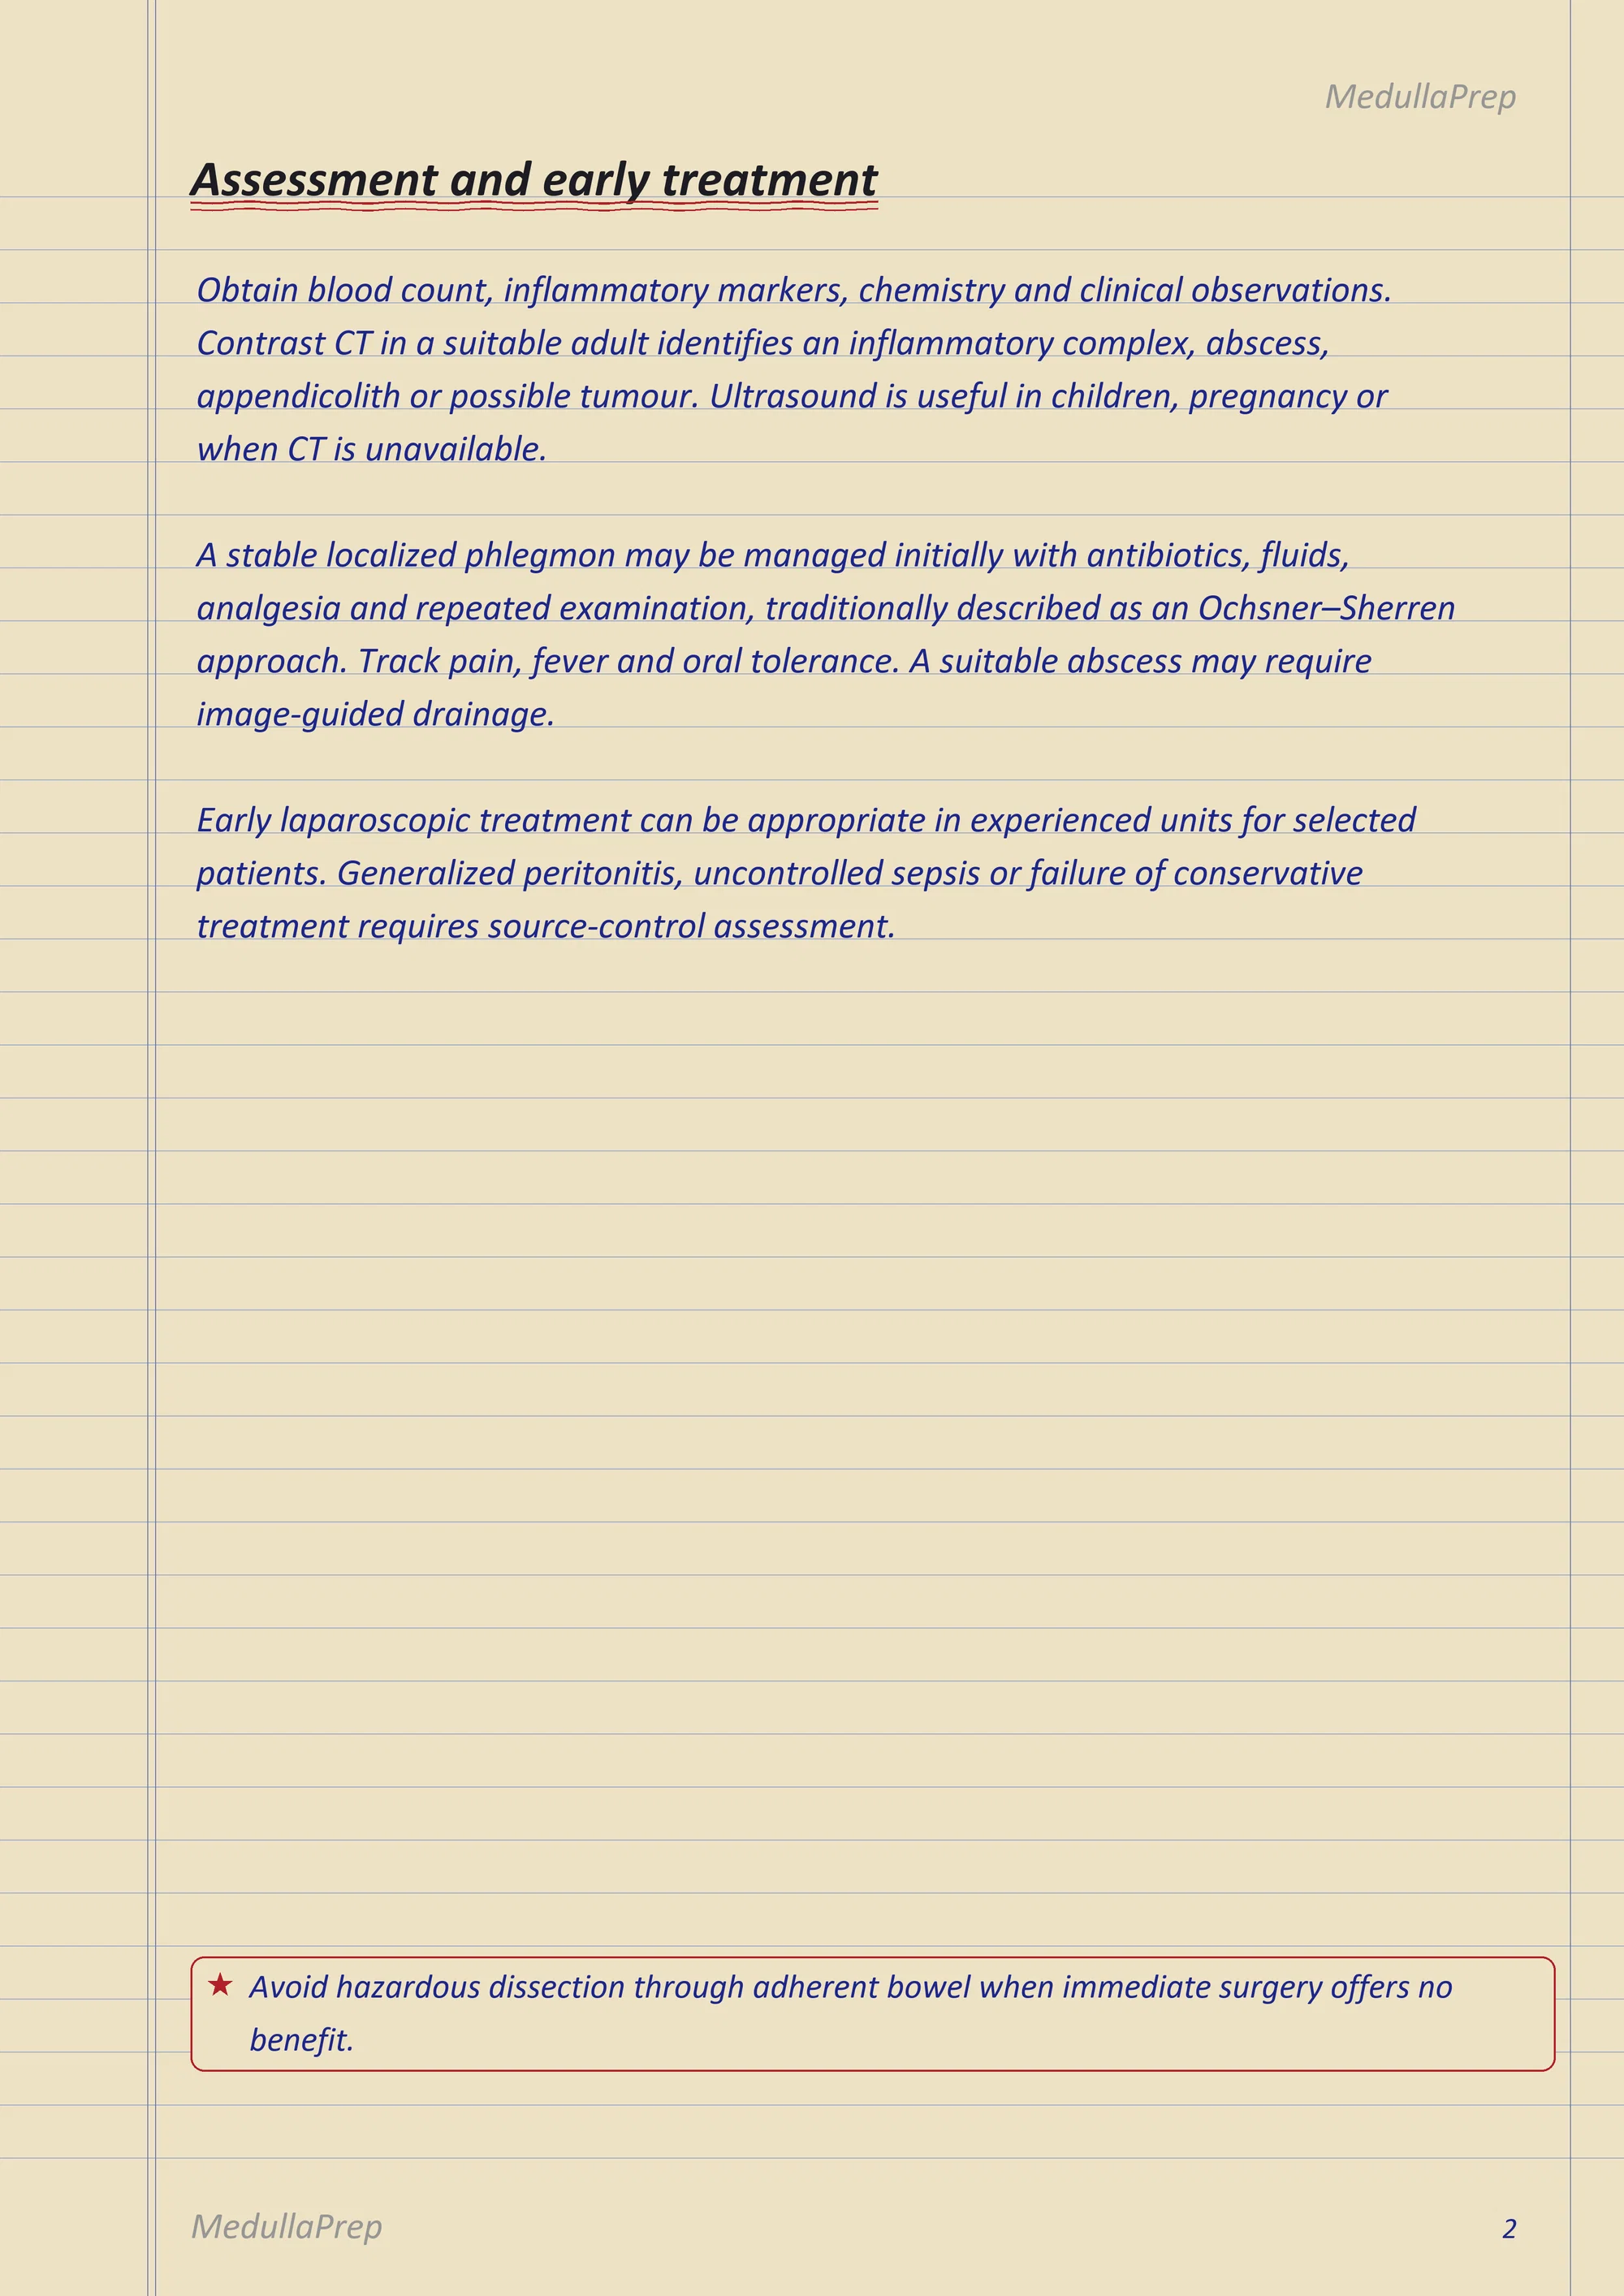 MedullaPrep
Assessment and early treatment
Obtain blood count, inflammatory markers, chemistry and clinical observations.
Contrast CT in a suitable adult identifies an inflammatory complex, abscess,
appendicolith or possible tumour. Ultrasound is useful in children, pregnancy or
when CT is unavailable.
A stable localized phlegmon may be managed initially with antibiotics, fluids,
analgesia and repeated examination, traditionally described as an Ochsner–Sherren
approach. Track pain, fever and oral tolerance. A suitable abscess may require
image-guided drainage.
Early laparoscopic treatment can be appropriate in experienced units for selected
patients. Generalized peritonitis, uncontrolled sepsis or failure of conservative
treatment requires source-control assessment.
★ Avoid hazardous dissection through adherent bowel when immediate surgery offers no
benefit.
MedullaPrep
2